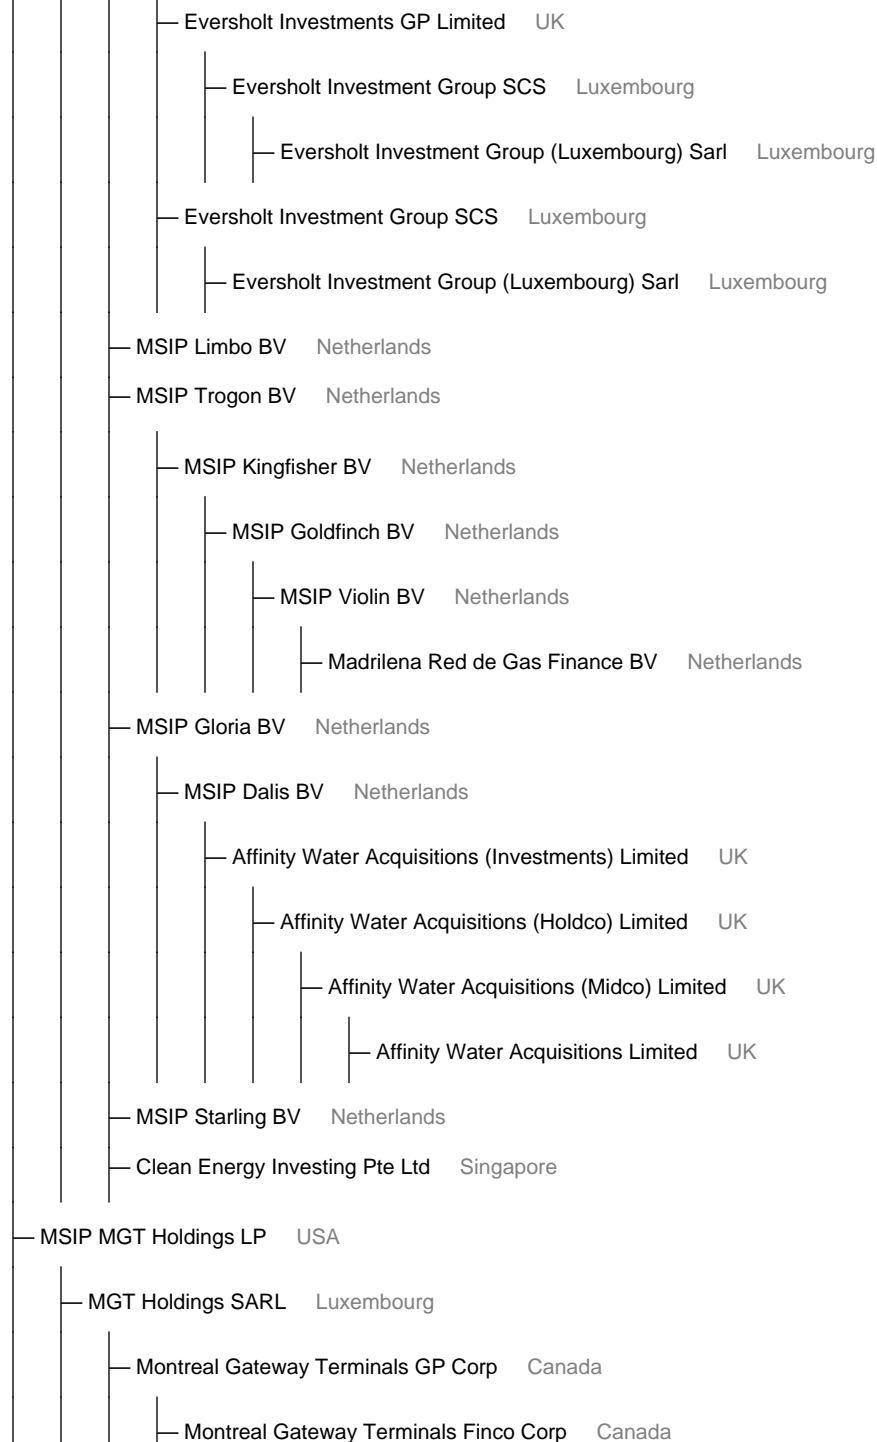 Eversholt Investments GP Limited UK
Eversholt Investment Group SCS Luxembourg
Eversholt Investment Group (Luxembourg) Sarl Luxembourg
Eversholt Investment Group SCS Luxembourg
Eversholt Investment Group (Luxembourg) Sarl Luxembourg
MSIP Limbo BV Netherlands
MSIP Trogon BV Netherlands
MSIP Kingfisher BV Netherlands
MSIP Goldfinch BV Netherlands
MSIP Violin BV Netherlands
Madrilena Red de Gas Finance BV Netherlands
MSIP Gloria BV Netherlands
MSIP Dalis BV Netherlands
Affinity Water Acquisitions (Investments) Limited UK
Affinity Water Acquisitions (Holdco) Limited UK
Affinity Water Acquisitions (Midco) Limited UK
Affinity Water Acquisitions Limited UK
MSIP Starling BV Netherlands
Clean Energy Investing Pte Ltd Singapore
MSIP MGT Holdings LP USA
MGT Holdings SARL Luxembourg
Montreal Gateway Terminals GP Corp Canada
Montreal Gateway Terminals Finco Corp Canada